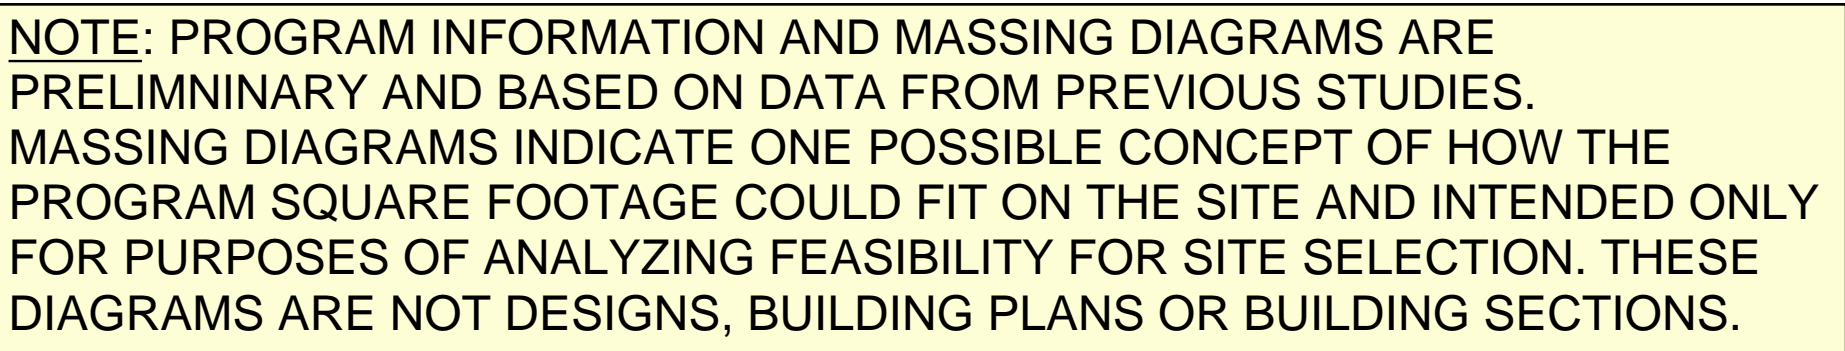 NOTE: PROGRAM INFORMATION AND MASSING DIAGRAMS ARE
PRELIMNINARY AND BASED ON DATA FROM PREVIOUS STUDIES.
MASSING DIAGRAMS INDICATE ONE POSSIBLE CONCEPT OF HOW THE
PROGRAM SQUARE FOOTAGE COULD FIT ON THE SITE AND INTENDED ONLY
FOR PURPOSES OF ANALYZING FEASIBILITY FOR SITE SELECTION. THESE
DIAGRAMS ARE NOT DESIGNS, BUILDING PLANS OR BUILDING SECTIONS.